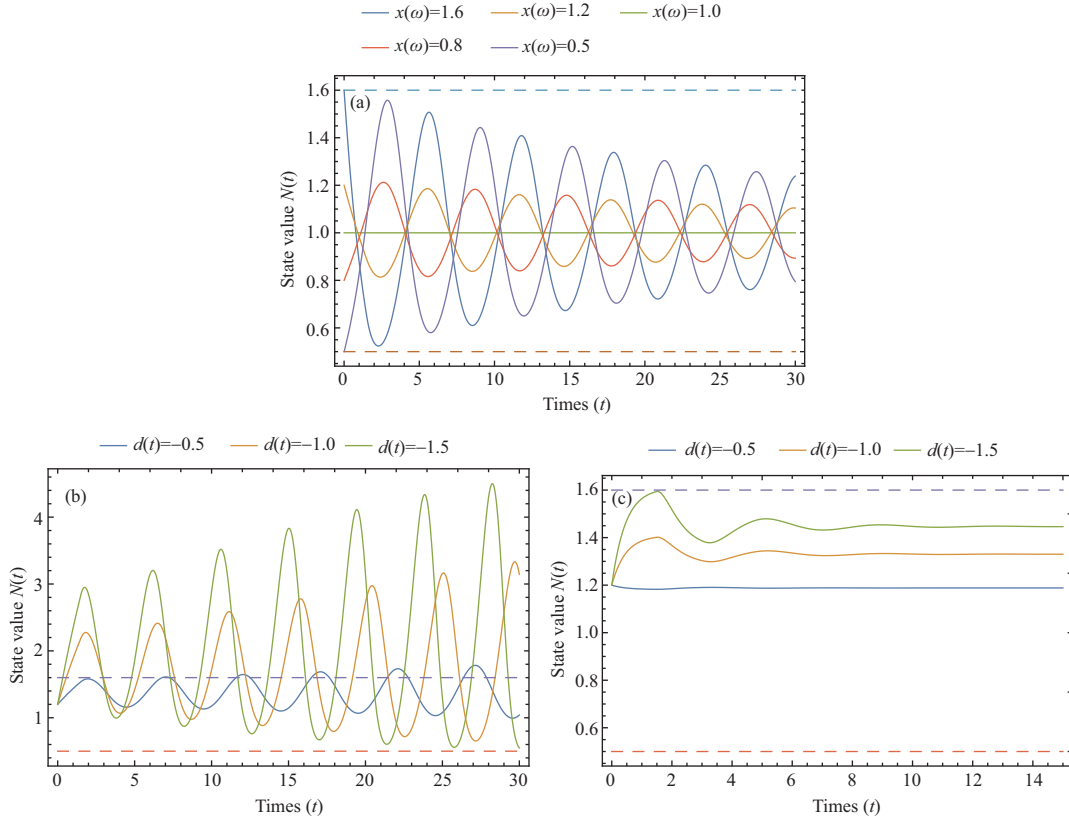 x(ω)=1.6 x(ω)=1.2 x(ω)=1.0
x(ω)=0.8 x(ω)=0.5
(a)
State value N(t)
1.6
1.4
1.2
1.0
0.8
0.6
0 5 10 15 20 25 30
Times (t)
d(t)=−0.5 d(t)=−1.0 d(t)=−1.5
(b)
State value N(t)
4
3
2
1
0 5 10 15 20 25 30
Times (t)
d(t)=−0.5 d(t)=−1.0 d(t)=−1.5
(c)
State value N(t)
1.6
1.4
1.2
1.0
0.8
0.6
0 2 4 6 8 10 12 14
Times (t)